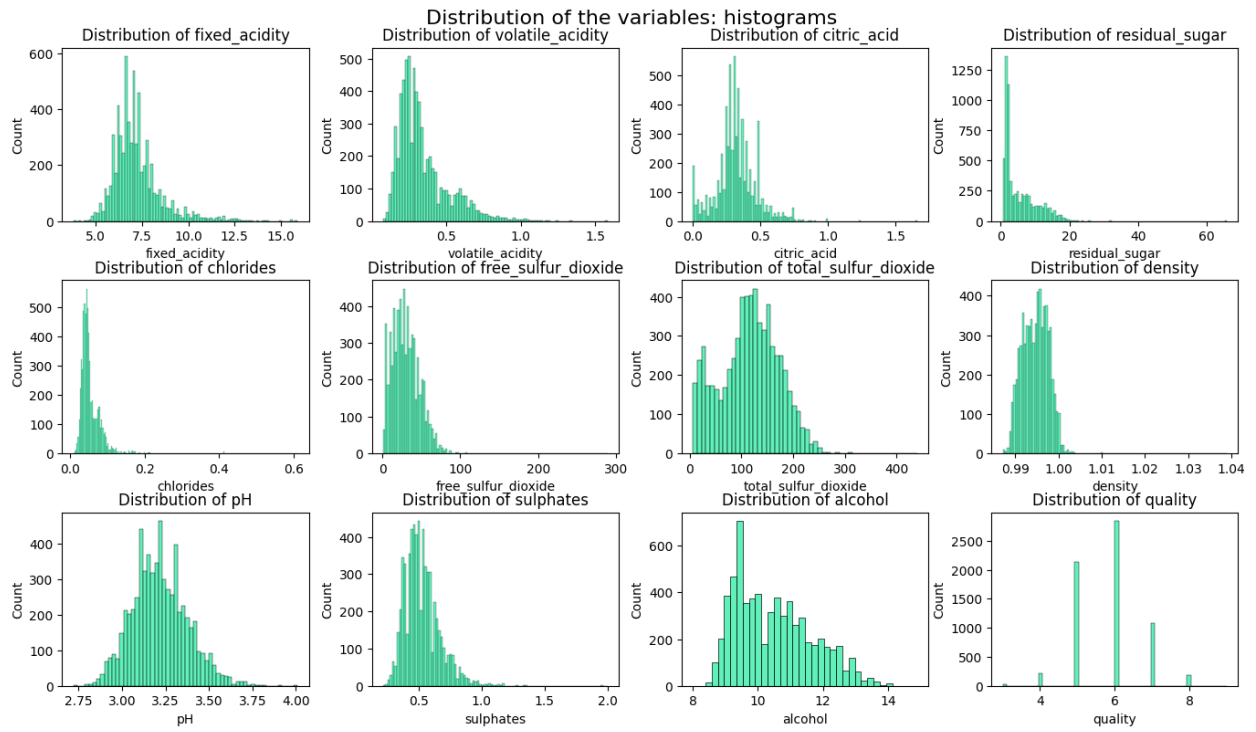 Distribution of the variables: histograms
Distribution of fixed_acidity
Distribution of volatile_acidity
Distribution of citric_acid
Distribution of residual_sugar
600
400
200
0
Count
5.0 7.5 10.0 12.5 15.0
fixed_acidity
500
400
300
200
100
0
Count
0.5 1.0 1.5
volatile_acidity
500
400
300
200
100
0
Count
0.0 0.5 1.0 1.5
citric_acid
1250
1000
750
500
250
0
Count
0 20 40 60
residual_sugar
Distribution of chlorides
Distribution of free_sulfur_dioxide
Distribution of total_sulfur_dioxide
Distribution of density
500
400
300
200
100
0
Count
0.0 0.2 0.4 0.6
chlorides
400
300
200
100
0
Count
0 100 200 300
free_sulfur_dioxide
400
300
200
100
0
Count
0 100 200 300 400
total_sulfur_dioxide
400
300
200
100
0
Count
0.99 1.00 1.01 1.02 1.03 1.04
density
Distribution of pH
Distribution of sulphates
Distribution of alcohol
Distribution of quality
400
300
200
100
0
Count
2.75 3.00 3.25 3.50 3.75 4.00
pH
400
300
200
100
0
Count
0.5 1.0 1.5 2.0
sulphates
600
400
200
0
Count
8 10 12 14
alcohol
2500
2000
1500
1000
500
0
Count
4 6 8
quality